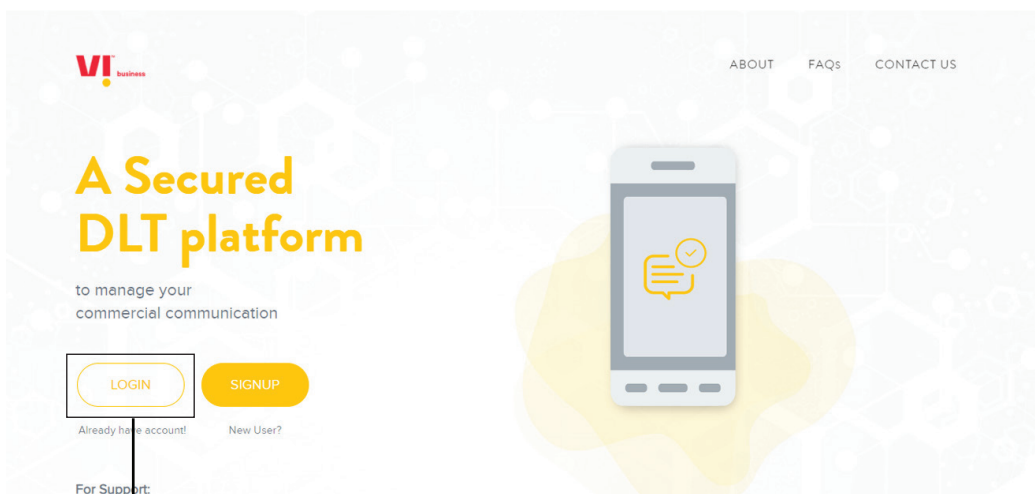 VI™ business
ABOUT FAQs CONTACT US
A Secured
DLT platform
to manage your
commercial communication
LOGIN SIGNUP
Already have account! New User?
For Support: